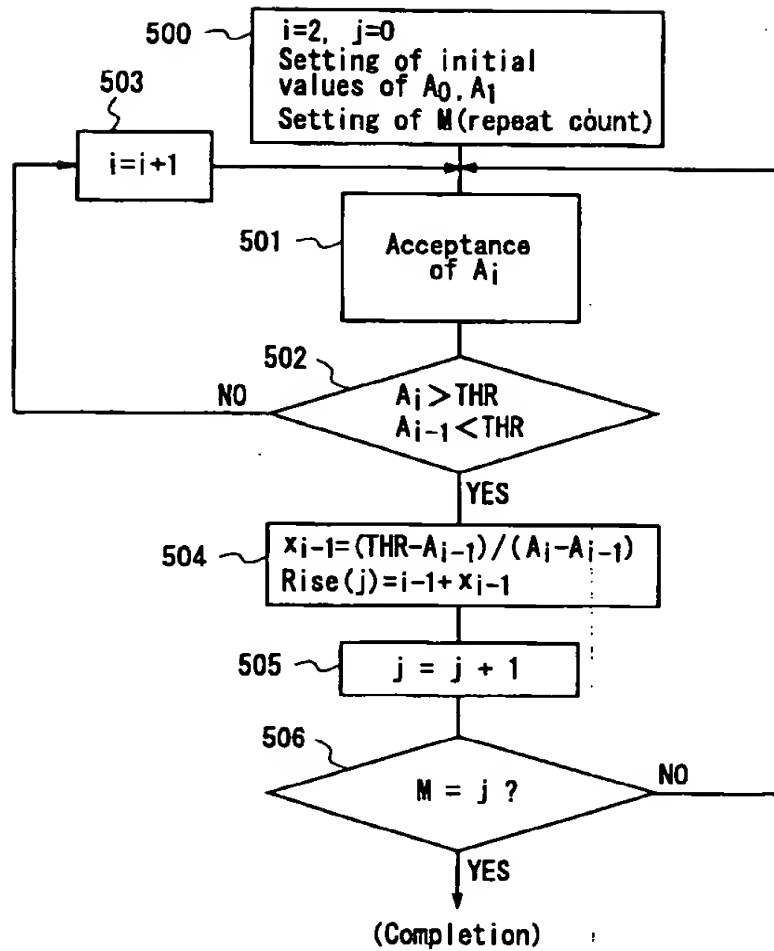 500
i=2, j=0
Setting of initial
values of A0, A1
Setting of M(repeat count)
503
i=i+1
501
Acceptance
of Ai
502
NO
Ai>THR
Ai-1<THR
YES
504
xi-1=(THR-Ai-1)/(Ai-Ai-1)
Rise(j)=i-1+xi-1
505
j = j + 1
506
M = j ?
NO
YES
(Completion)